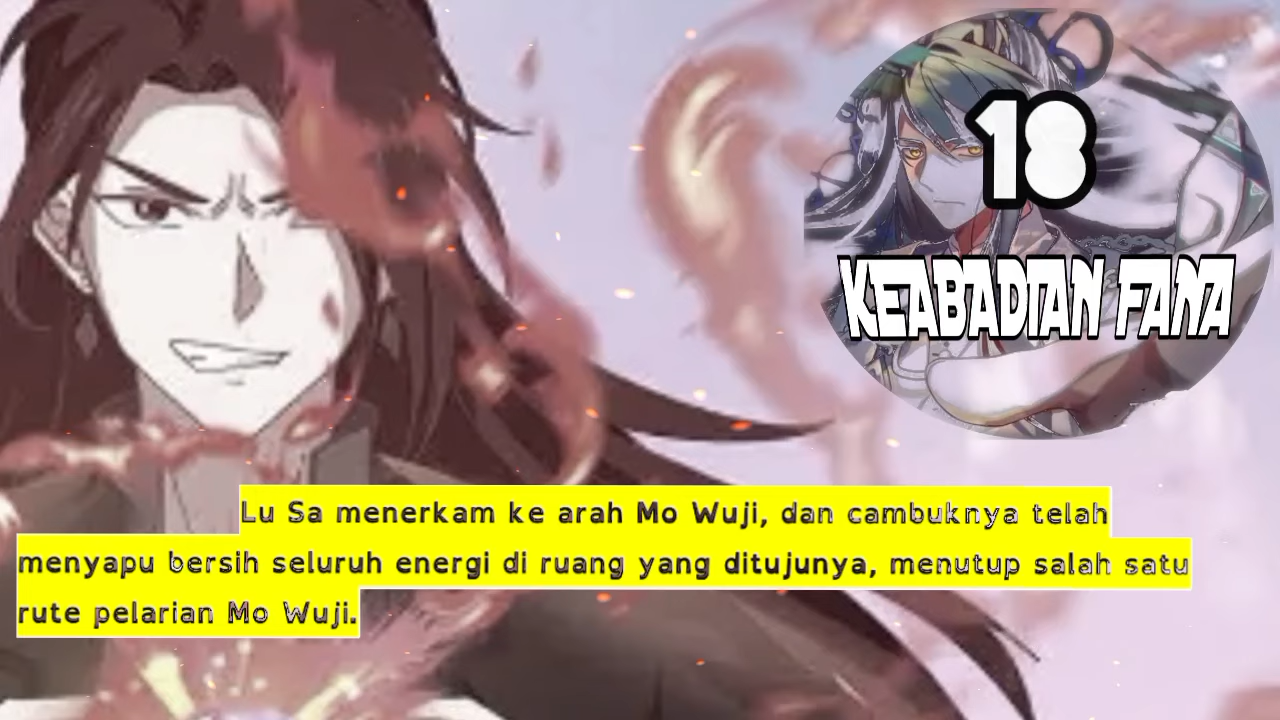 18
KEABADIAN FANA
Lu Sa menerkam ke arah Mo Wuji, dan cambuknya telah
menyapu bersih seluruh energi di ruang yang ditujunya, menutup salah satu
rute pelarian Mo Wuji.